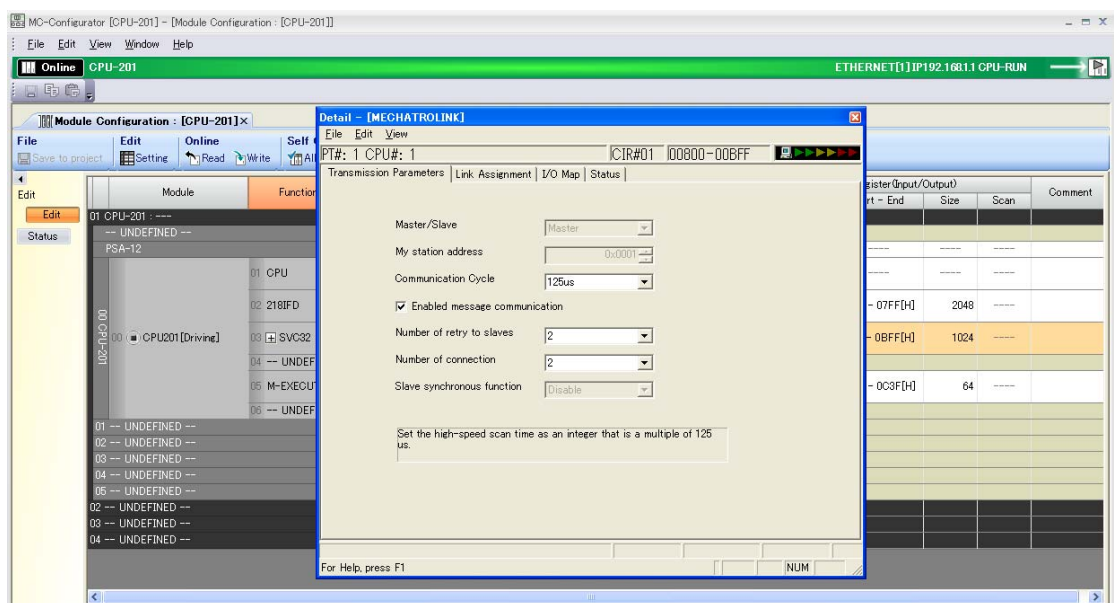 MC-Configurator [CPU-201] - [Module Configuration : [CPU-201]]
File Edit View Window Help
Online CPU-201 ETHERNET[1] IP192.168.1.1 CPU-RUN
Module Configuration : [CPU-201]×
File Edit Online Self
Save to project Setting Read Write All
Edit
Edit
Status
Module Function Register(Input/Output) Comment
Start - End Size Scan
01 CPU-201 : ---
-- UNDEFINED --
PSA-12 ---- ---- ----
00 CPU-201
00 CPU201[Driving]
01 CPU ---- ---- ----
02 218IFD - 07FF[H] 2048 ----
03 + SVC32 - 0BFF[H] 1024 ----
04 -- UNDEF
05 M-EXECUT - 0C3F[H] 64 ----
06 -- UNDEF
01 -- UNDEFINED --
02 -- UNDEFINED --
03 -- UNDEFINED --
04 -- UNDEFINED --
05 -- UNDEFINED --
02 -- UNDEFINED --
03 -- UNDEFINED --
04 -- UNDEFINED --
Detail - [MECHATROLINK]
File Edit View
PT#: 1 CPU#: 1 CIR#01 00800-00BFF
Transmission Parameters Link Assignment I/O Map Status
Master/Slave Master
My station address 0x0001
Communication Cycle 125us
Enabled message communication
Number of retry to slaves 2
Number of connection 2
Slave synchronous function Disable
Set the high-speed scan time as an integer that is a multiple of 125
us.
For Help, press F1 NUM